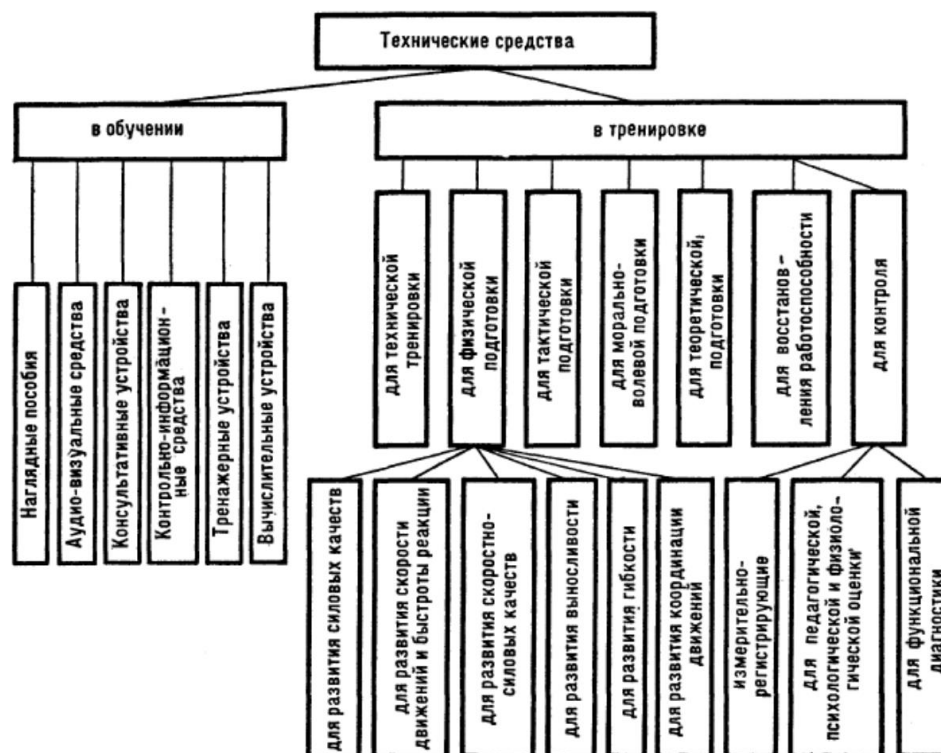 Технические средства
в обучении
в тренировке
Наглядные пособия
Аудио-визуальные средства
Консультативные устройства
Контрольно-информацион-
ные средства
Тренажерные устройства
Вычислительные устройства
для технической
тренировки
для физической
подготовки
для тактической
подготовки
для морально-
волевой подготовки
для теоретической,
подготовки
для восстанов-
ления работоспособности
для контроля
для развития силовых качеств
для развития скорости
движений и быстроты реакции
для развития скоростно-
силовых качеств
для развития выносливости
для развития гибкости
для развития координации
движений
измерительно-
регистрирующие
для педагогической,
психологической и физиоло-
гической оценки
для функциональной
диагностики